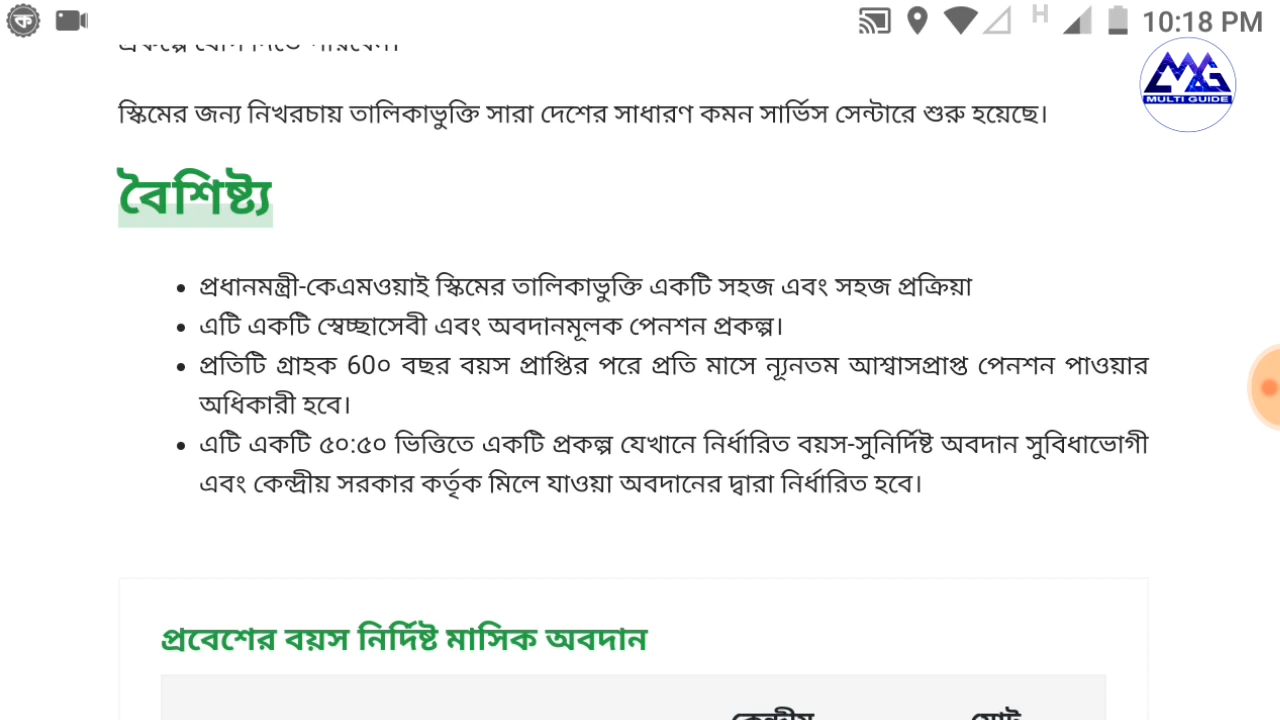 ক
H
10:18 PM
MG
MULTI GUIDE
স্কিমের জন্য নিখরচায় তালিকাভুক্তি সারা দেশের সাধারণ কমন সার্ভিস সেন্টারে শুরু হয়েছে।
বৈশিষ্ট্য
• প্রধানমন্ত্রী-কেএমওয়াই স্কিমের তালিকাভুক্তি একটি সহজ এবং সহজ প্রক্রিয়া
• এটি একটি স্বেচ্ছাসেবী এবং অবদানমূলক পেনশন প্রকল্প।
• প্রতিটি গ্রাহক 60০ বছর বয়স প্রাপ্তির পরে প্রতি মাসে ন্যূনতম আশ্বাসপ্রাপ্ত পেনশন পাওয়ার
অধিকারী হবে।
• এটি একটি ৫০:৫০ ভিত্তিতে একটি প্রকল্প যেখানে নির্ধারিত বয়স-সুনির্দিষ্ট অবদান সুবিধাভোগী
এবং কেন্দ্রীয় সরকার কর্তৃক মিলে যাওয়া অবদানের দ্বারা নির্ধারিত হবে।
প্রবেশের বয়স নির্দিষ্ট মাসিক অবদান